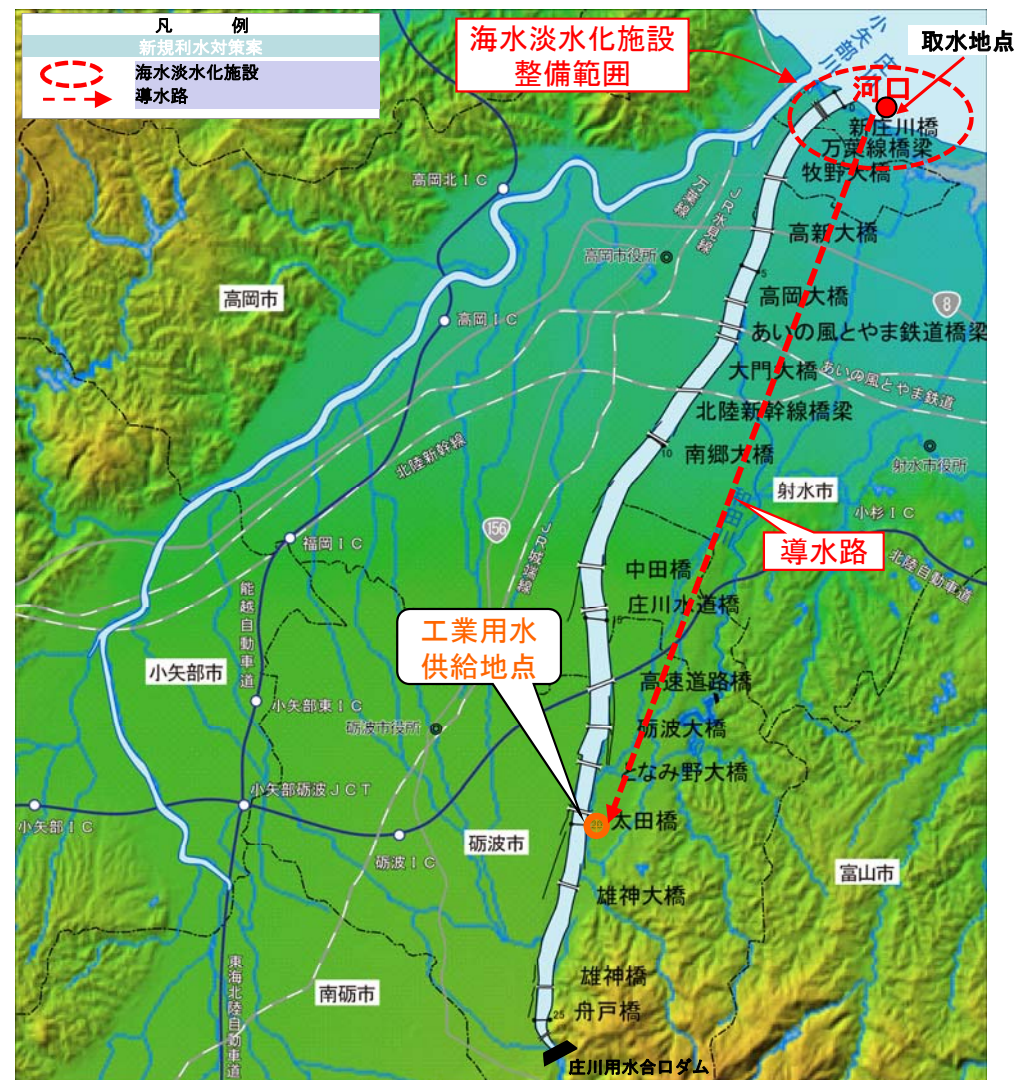 凡　例
新規利水対策案
海水淡水化施設
導水路
海水淡水化施設
整備範囲
取水地点
小矢部川
庄川
河口
0
新庄川橋
万葉線橋梁
牧野大橋
高岡北IC
万葉線
JR氷見線
高新大橋
高岡市役所
5
高岡市
高岡大橋
8
高岡IC
あいの風とやま鉄道橋梁
大門大橋
あいの風とやま鉄道
北陸新幹線橋梁
北陸新幹線
10
南郷大橋
射水市役所
射水市
和田川
156
小杉IC
福岡IC
JR城端線
導水路
北陸自動車道
中田橋
能越自動車道
庄川水道橋
15
工業用水
供給地点
小矢部市
高速道路橋
小矢部東IC
砺波市役所
砺波大橋
となみ野大橋
小矢部砺波JCT
小矢部IC
20
太田橋
砺波市
砺波IC
富山市
雄神大橋
東海北陸自動車道
雄神橋
南砺市
25
舟戸橋
庄川用水合口ダム